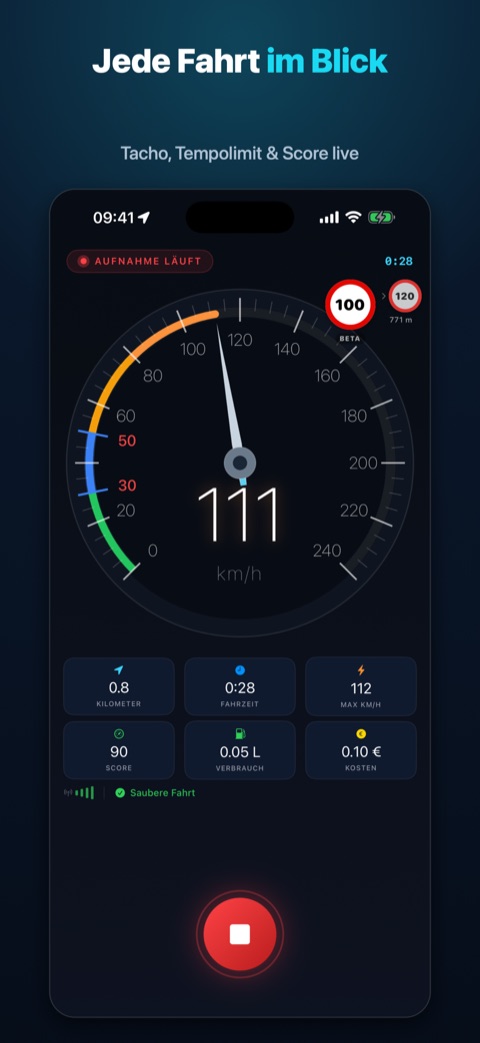 Jede Fahrt im Blick
Tacho, Tempolimit & Score live
09:41
AUFNAHME LÄUFT
0:28
100
120
BETA
771 m
0
20
30
50
60
80
100
120
140
160
180
200
220
240
111
km/h
0.8
KILOMETER
0:28
FAHRZEIT
112
MAX KM/H
90
SCORE
0.05 L
VERBRAUCH
0.10 €
KOSTEN
Saubere Fahrt